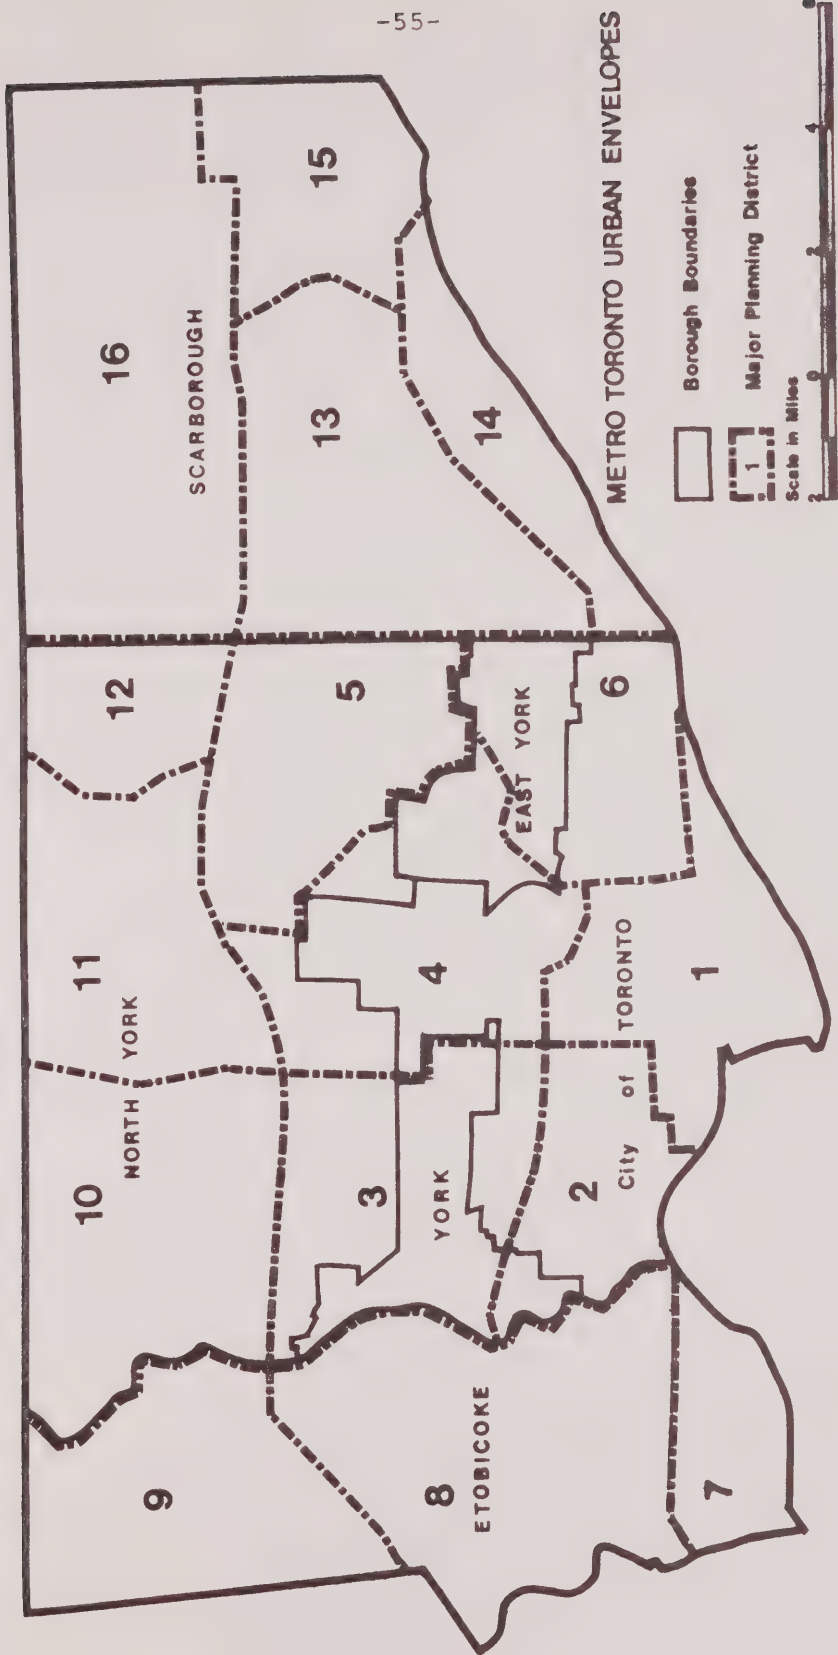 -55-
16
SCARBOROUGH
15
13
14
12
5
6
EAST YORK
11
NORTH YORK
10
4
3
YORK
City of TORONTO
2
1
9
8
ETOBICOKE
7
METRO TORONTO URBAN ENVELOPES
Borough Boundaries
1 Major Planning District
Scale in Miles
2 0 2 4